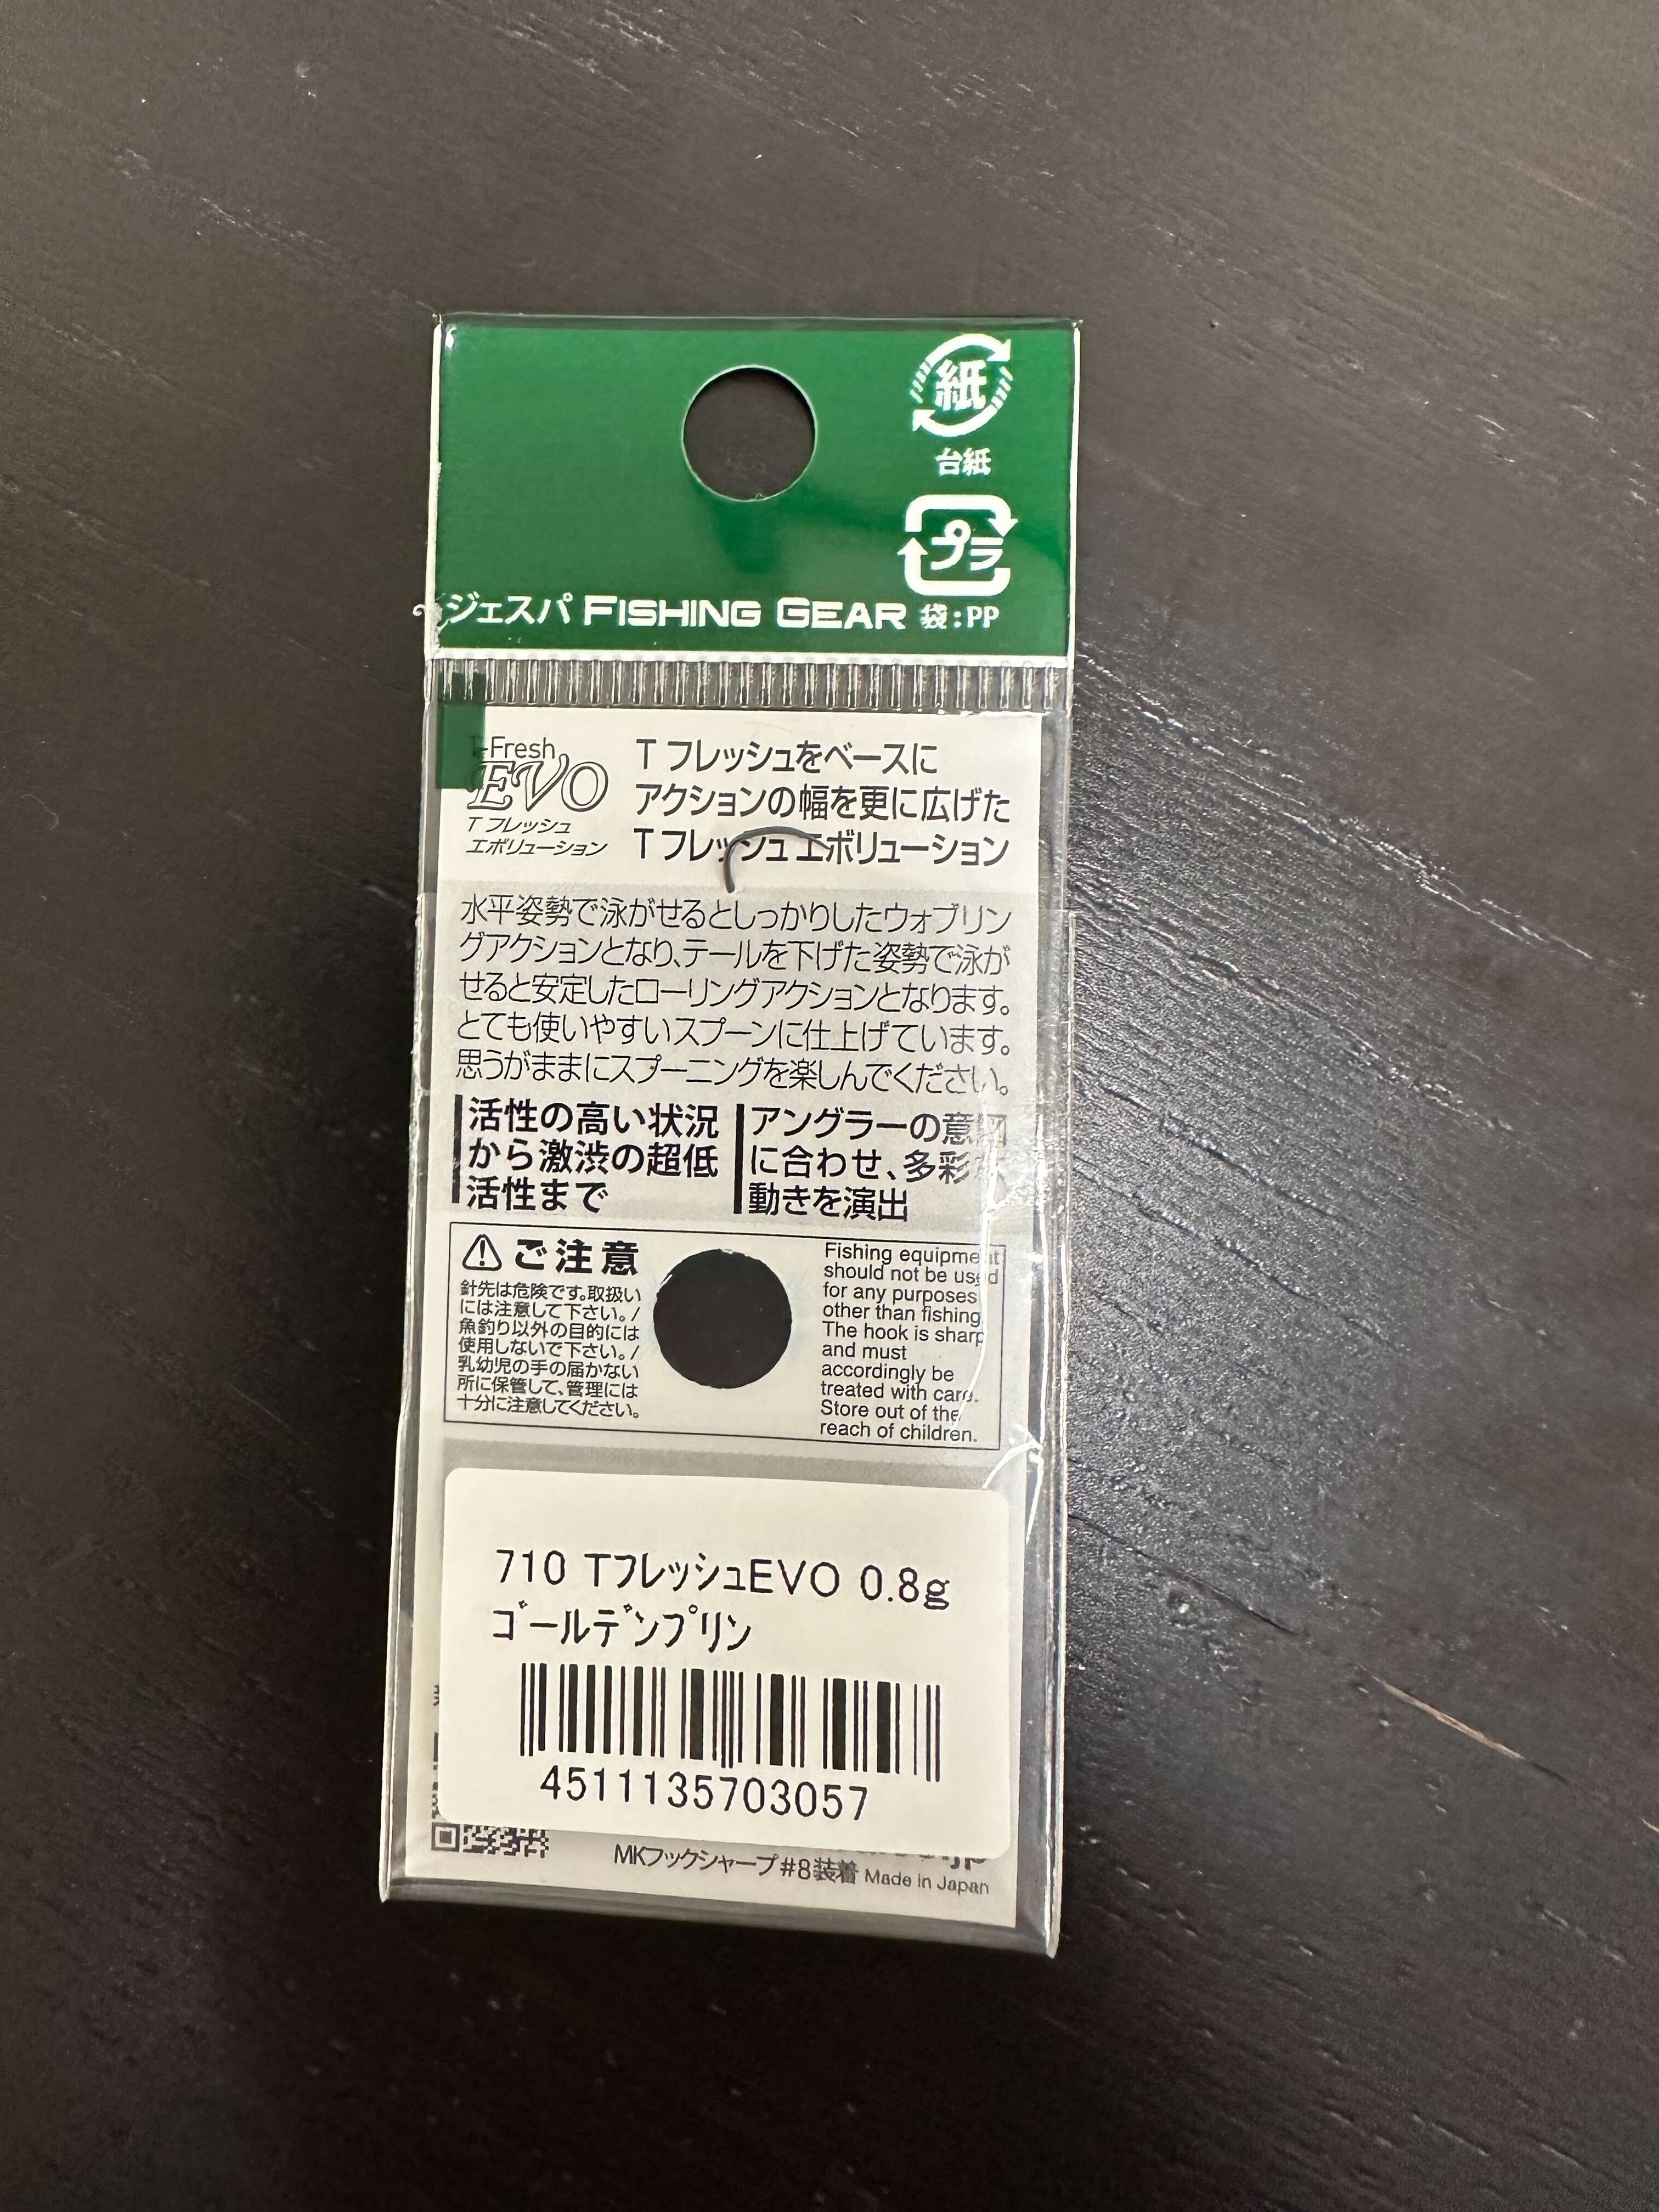 紙
台紙
プラ
ジェスパ FISHING GEAR 袋:PP
T-Fresh
EVO
T フレッシュ
エボリューション
T フレッシュをベースに
アクションの幅を更に広げた
T フレッシュエボリューション
水平姿勢で泳がせるとしっかりしたウォブリン
グアクションとなり、テールを下げた姿勢で泳が
せると安定したローリングアクションとなります。
とても使いやすいスプーンに仕上げています。
思うがままにスプーニングを楽しんでください。
活性の高い状況
から激渋の超低
活性まで
アングラーの意図
に合わせ、多彩な
動きを演出
ご注意
針先は危険です。取扱い
には注意して下さい。/
魚釣り以外の目的には
使用しないで下さい。/
乳幼児の手の届かない
所に保管して、管理には
十分に注意してください。
Fishing equipment
should not be used
for any purposes
other than fishing
The hook is sharp
and must
accordingly be
treated with care.
Store out of the
reach of children.
710 TフレッシュEVO 0.8g
ゴールデンプリン
4511135703057
MKフックシャープ#8装着 Made in Japan